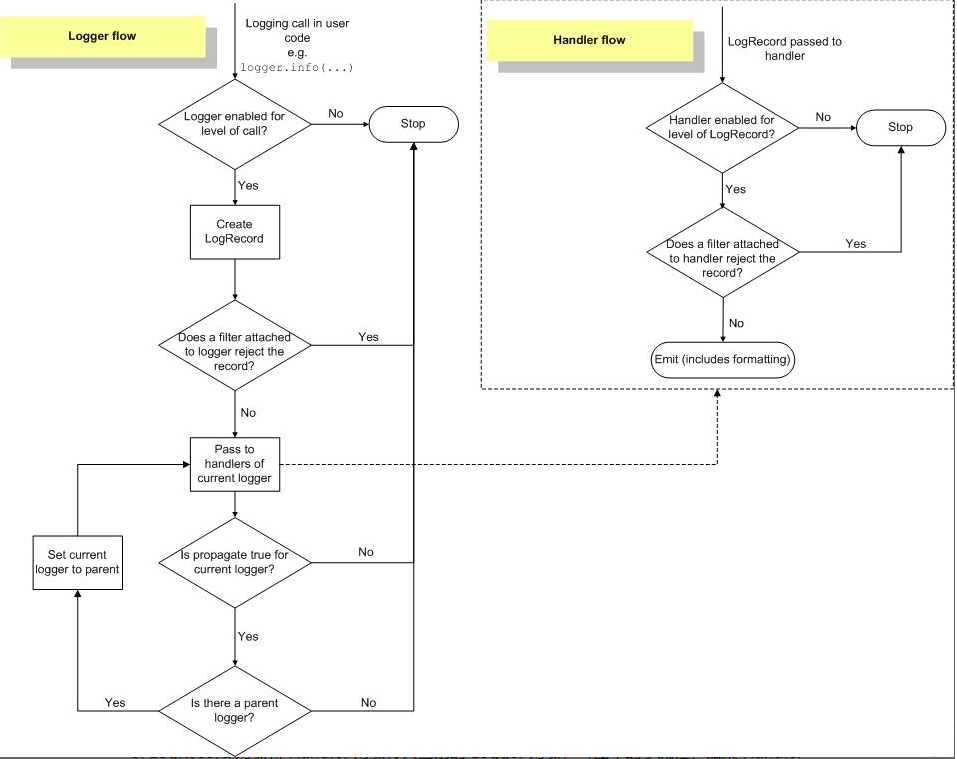 Logger flow
Logging call in user
code
e.g.
logger.info(...)
Logger enabled for
level of call?
No
Stop
Yes
Create
LogRecord
Does a filter attached
to logger reject the
record?
Yes
No
Pass to
handlers of
current logger
Set current
logger to parent
Is propagate true for
current logger?
No
Yes
Is there a parent
logger?
Yes
No
Handler flow
LogRecord passed to
handler
Handler enabled for
level of LogRecord?
No
Stop
Yes
Does a filter attached
to handler reject the
record?
Yes
No
Emit (includes formatting)